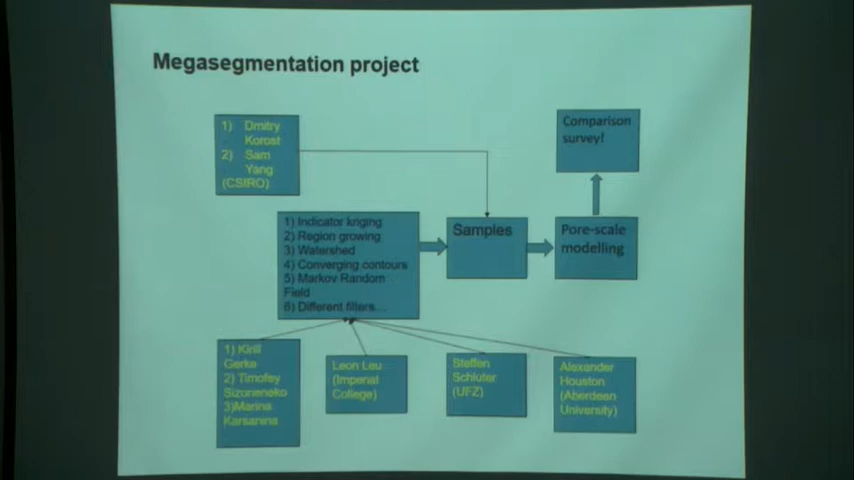 Megasegmentation project
1) Dmitry
Korost
2) Sam
Yang
(CSIRO)
Comparison
survey!
1) Indicator kriging
2) Region growing
3) Watershed
4) Converging contours
5) Markov Random
Field
6) Different filters...
Samples
Pore-scale
modelling
1) Kirill
Gerke
2) Timofey
Sizonenko
3)Marina
Karsanina
Leon Leu
(Imperial
College)
Steffen
Schluter
(UFZ)
Alexander
Houston
(Aberdeen
University)